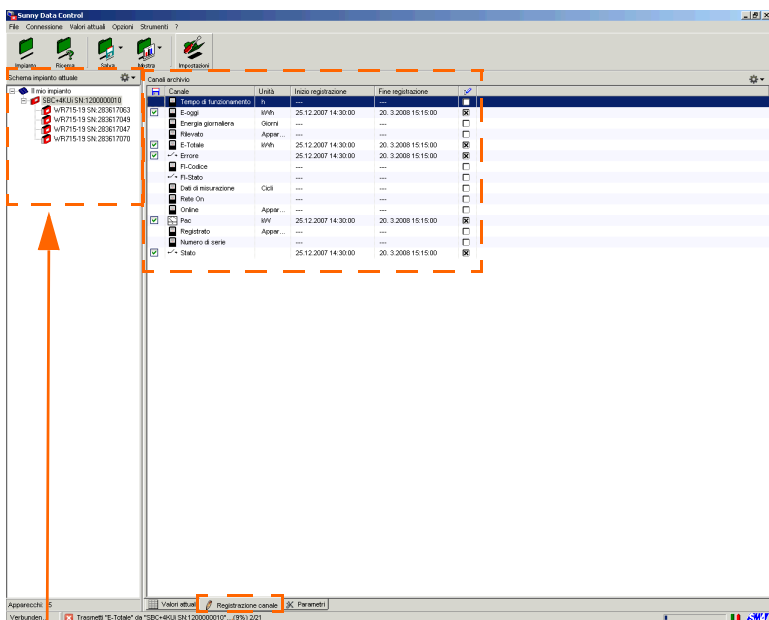 Sunny Data Control
File Connessione Valori attuali Opzioni Strumenti ?
Impianto Ricerca Salva Mostra Impostazioni
Schema impianto attuale
Il mio impianto
SBC+4KUi SN:1200000010
WR715-19 SN:283617063
WR715-19 SN:283617049
WR715-19 SN:283617047
WR715-19 SN:283617070
Canali archivio
Canale Unità Inizio registrazione Fine registrazione
Tempo di funzionamento h --- ---
E-oggi kWh 25.12.2007 14:30:00 20. 3.2008 15:15:00
Energia giornaliera Giorni --- ---
Rilevato Appar... --- ---
E-Totale kWh 25.12.2007 14:30:00 20. 3.2008 15:15:00
Errore 25.12.2007 14:30:00 20. 3.2008 15:15:00
FI-Codice --- ---
FI-Stato --- ---
Dati di misurazione Cicli --- ---
Rete On --- ---
Online Appar... --- ---
Pac kW 25.12.2007 14:30:00 20. 3.2008 15:15:00
Registrato Appar... --- ---
Numero di serie --- ---
Stato 25.12.2007 14:30:00 20. 3.2008 15:15:00
Apparecchi: 5
Valori attuali Registrazione canale Parametri
Verbunden... Trasmetti "E-Totale" da "SBC+4KUi SN:1200000010"... (9%) 2/21
SMA